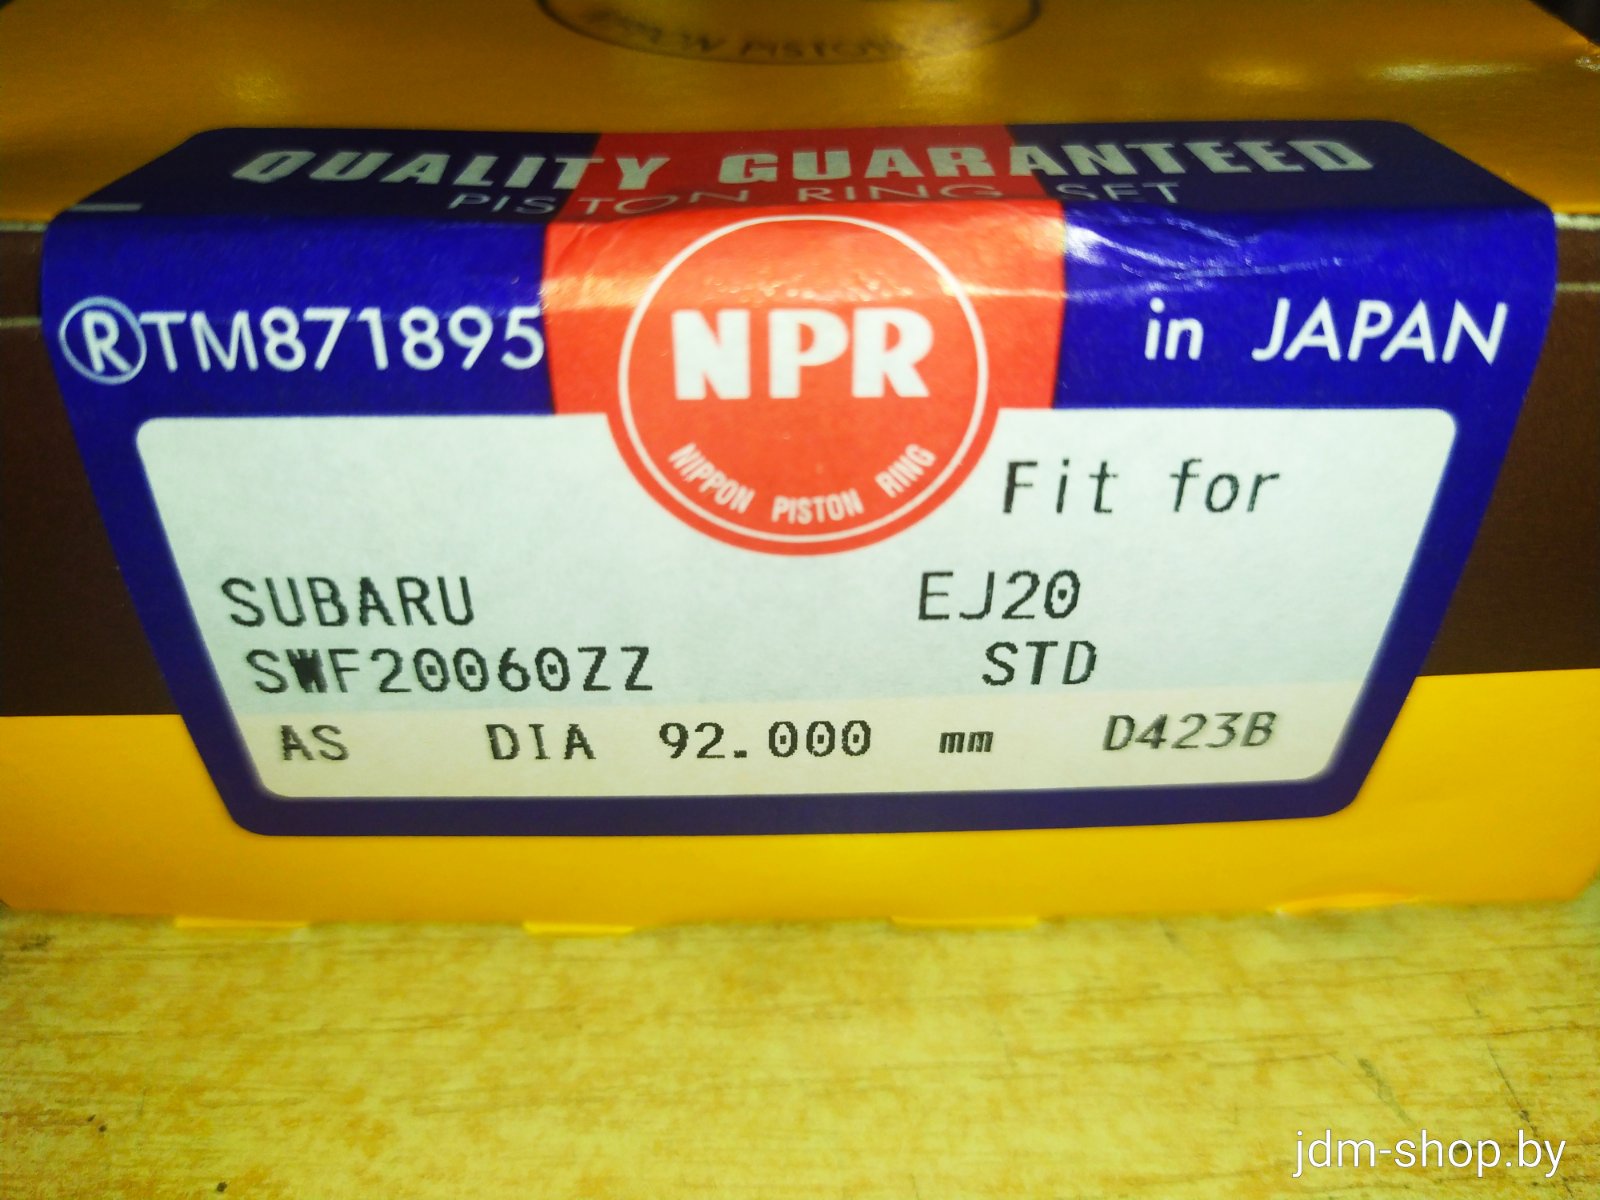 PISTON
QUALITY GUARANTEED
PISTON RING SET
®TM871895
NPR
in JAPAN
NIPPON PISTON RING
Fit for
SUBARU EJ20
SWF20060ZZ STD
AS DIA 92.000 mm D423B
jdm-shop.by